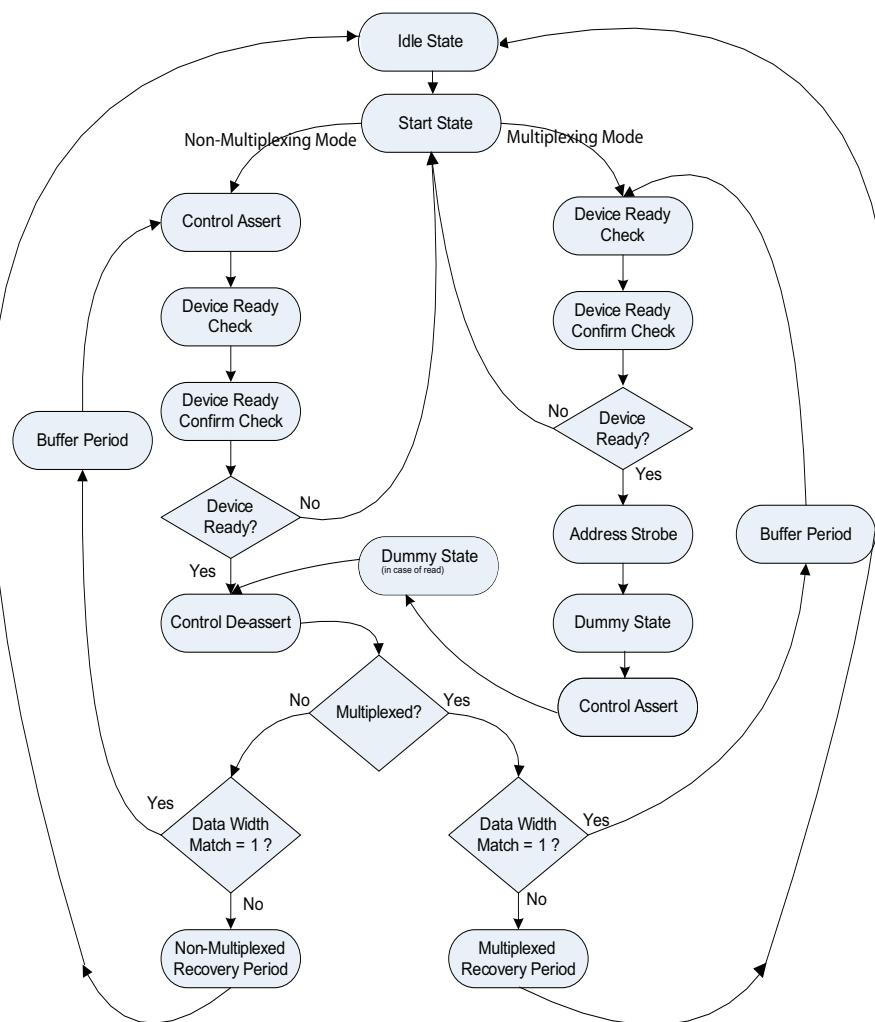 Idle State
Start State
Non-Multiplexing Mode
Multiplexing Mode
Control Assert
Device Ready
Check
Device Ready
Check
Device Ready
Confirm Check
Device Ready
Confirm Check
No
Device
Ready?
Buffer Period
Yes
Device
Ready?
No
Address Strobe
Buffer Period
Yes
Dummy State
(in case of read)
Control De-assert
Dummy State
Control Assert
No
Multiplexed?
Yes
Yes
Data Width
Match = 1 ?
Data Width
Match = 1 ?
Yes
No
No
Non-Multiplexed
Recovery Period
Multiplexed
Recovery Period